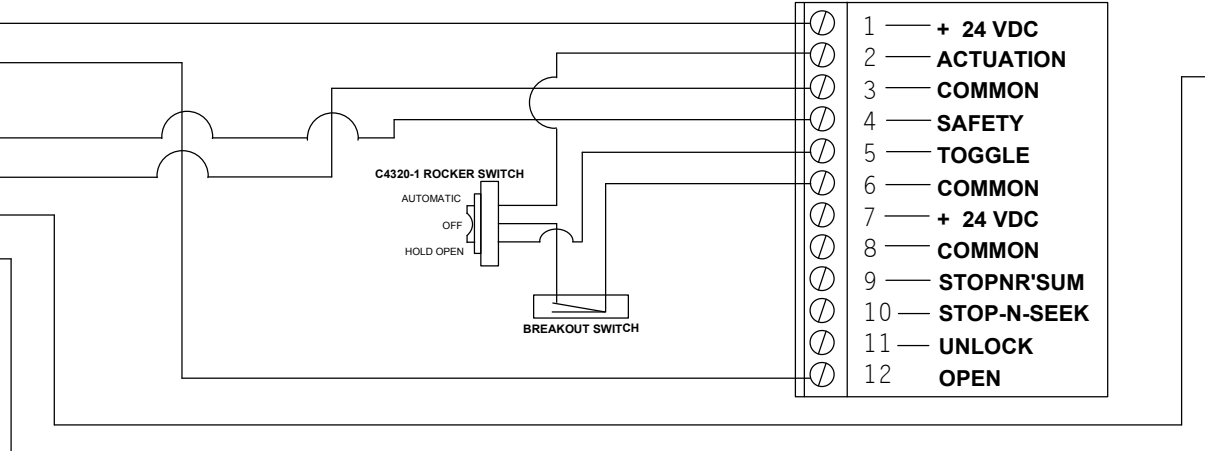 1 + 24 VDC
2 ACTUATION
3 COMMON
4 SAFETY
5 TOGGLE
6 COMMON
7 + 24 VDC
8 COMMON
9 STOPNR'SUM
10 STOP-N-SEEK
11 UNLOCK
12 OPEN
C4320-1 ROCKER SWITCH
AUTOMATIC
OFF
HOLD OPEN
BREAKOUT SWITCH